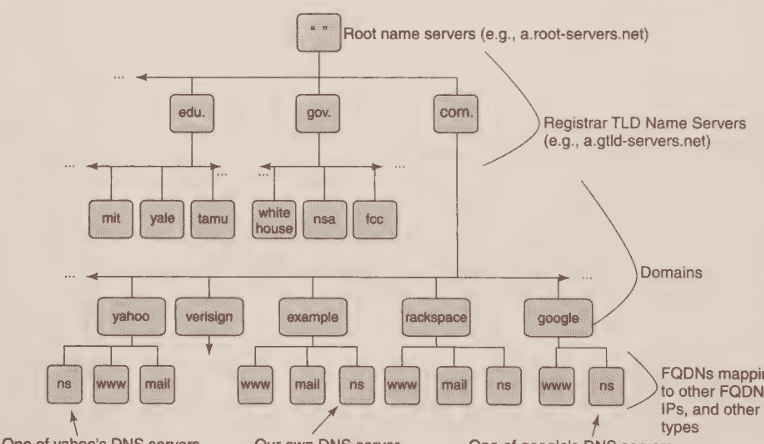 " "
Root name servers (e.g., a.root-servers.net)
...
edu.
gov.
com.
Registrar TLD Name Servers
(e.g., a.gtld-servers.net)
...
...
...
...
mit
yale
tamu
white
house
nsa
fcc
...
...
Domains
yahoo
verisign
example
rackspace
google
ns
www
mail
www
mail
ns
www
mail
ns
www
ns
FQDNs mappin
to other FQDN
IPs, and other
types
One of yahoo's DNS servers
Our own DNS server
One of google's DNS servers